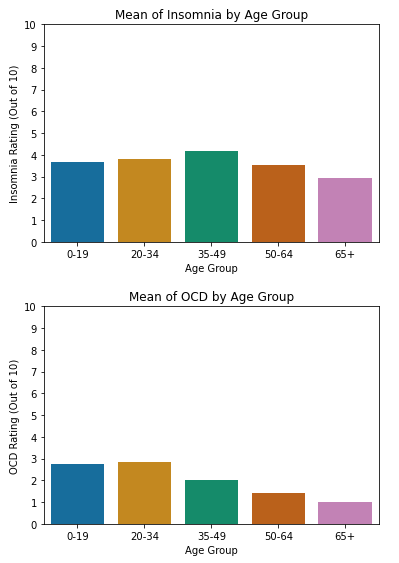 Mean of Insomnia by Age Group
10
9
8
7
6
5
4
3
2
1
0
Insomnia Rating (Out of 10)
0-19 20-34 35-49 50-64 65+
Age Group
Mean of OCD by Age Group
10
9
8
7
6
5
4
3
2
1
0
OCD Rating (Out of 10)
0-19 20-34 35-49 50-64 65+
Age Group